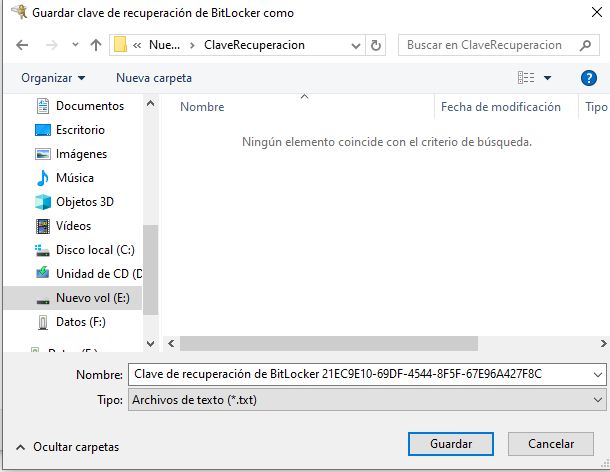 Guardar clave de recuperación de BitLocker como
« Nue... > ClaveRecuperacion
Buscar en ClaveRecuperacion
Organizar
Nueva carpeta
Nombre
Fecha de modificación
Tipo
Ningún elemento coincide con el criterio de búsqueda.
Documentos
Escritorio
Imágenes
Música
Objetos 3D
Vídeos
Disco local (C:)
Unidad de CD (D
Nuevo vol (E:)
Datos (F:)
Nombre: Clave de recuperación de BitLocker 21EC9E10-69DF-4544-8F5F-67E96A427F8C
Tipo: Archivos de texto (*.txt)
Ocultar carpetas
Guardar
Cancelar